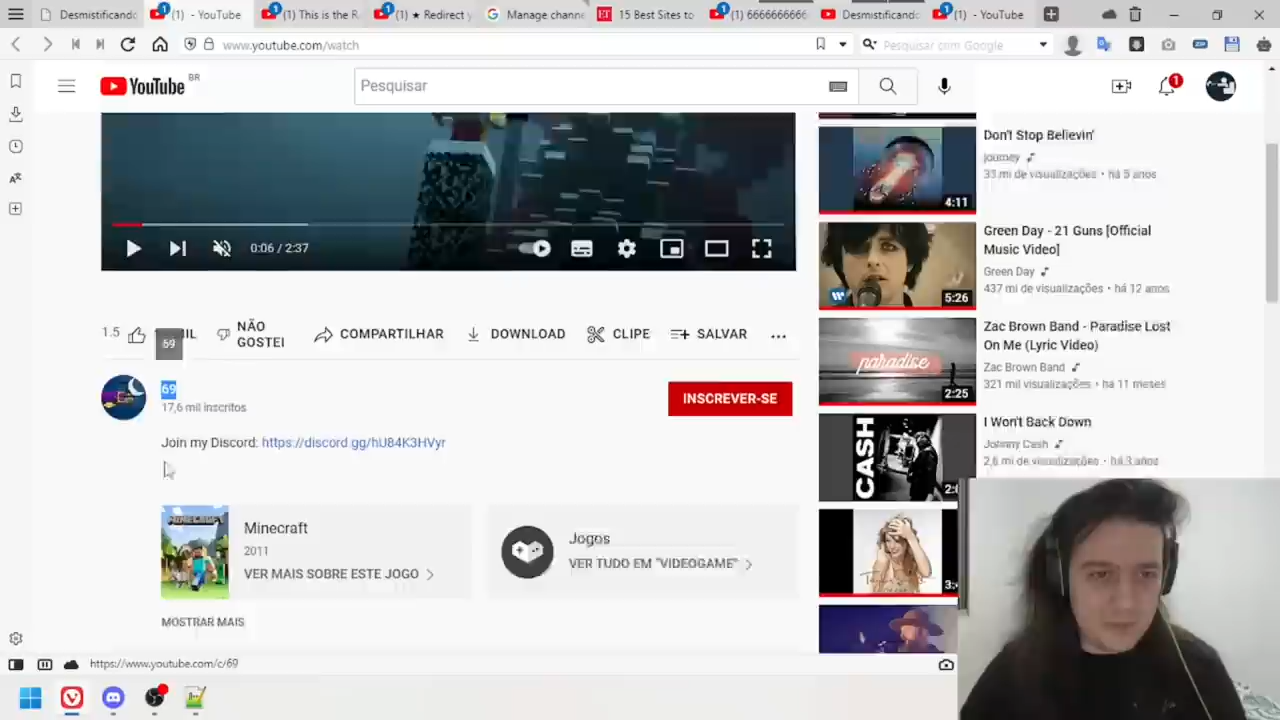 Desmistificando
(1) - YouTube
(1) This is the R
(1) ★ Redirect y
Manage channe
15 Best Sites to
(1) 6666666666
Desmistificando
(1) - YouTube
www.youtube.com/watch
Pesquisar com Google
ZIP
YouTube BR
Pesquisar
1
0:06 / 2:37
1.5
MIL
NÃO GOSTEI
COMPARTILHAR
DOWNLOAD
CLIPE
SALVAR
69
69
17,6 mil inscritos
INSCREVER-SE
Join my Discord: https://discord.gg/hU84K3HVyr
MINECRAFT
Minecraft
2011
VER MAIS SOBRE ESTE JOGO
Jogos
VER TUDO EM "VIDEOGAME"
MOSTRAR MAIS
4:11
Don't Stop Believin'
Journey
33 mi de visualizações • há 5 anos
5:26
Green Day - 21 Guns [Official
Music Video]
Green Day
437 mi de visualizações • há 12 anos
paradise
2:25
Zac Brown Band - Paradise Lost
On Me (Lyric Video)
Zac Brown Band
321 mil visualizações • há 11 meses
CASH
I Won't Back Down
Johnny Cash
2,6 mi de visualizações • há 3 anos
https://www.youtube.com/c/69